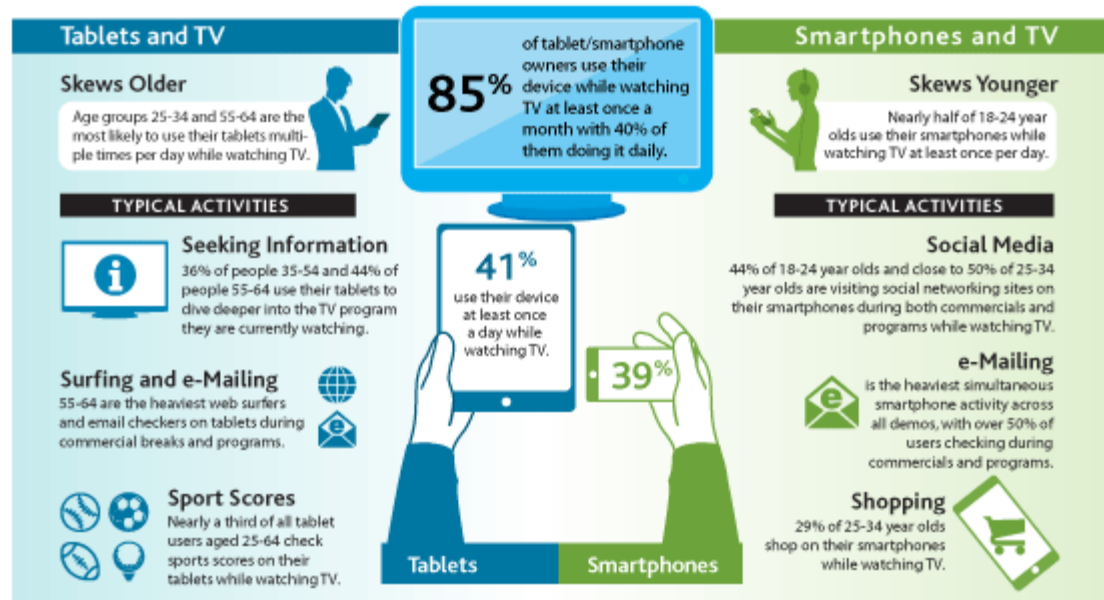 Tablets and TV
Skews Older
Age groups 25-34 and 55-64 are the
most likely to use their tablets multi-
ple times per day while watching TV.
TYPICAL ACTIVITIES
Seeking Information
36% of people 35-54 and 44% of
people 55-64 use their tablets to
dive deeper into the TV program
they are currently watching.
Surfing and e-Mailing
55-64 are the heaviest web surfers
and email checkers on tablets during
commercial breaks and programs.
e
Sport Scores
Nearly a third of all tablet
users aged 25-64 check
sports scores on their
tablets while watching TV.
85%
of tablet/smartphone
owners use their
device while watching
TV at least once a
month with 40% of
them doing it daily.
41%
use their device
at least once
a day while
watching TV.
39%
Tablets
Smartphones
Smartphones and TV
Skews Younger
Nearly half of 18-24 year
olds use their smartphones while
watching TV at least once per day.
TYPICAL ACTIVITIES
Social Media
44% of 18-24 year olds and close to 50% of 25-34
year olds are visiting social networking sites on
their smartphones during both commercials and
programs while watching TV.
e-Mailing
is the heaviest simultaneous
smartphone activity across
all demos, with over 50% of
users checking during
commercials and programs.
e
Shopping
29% of 25-34 year olds
shop on their smartphones
while watching TV.